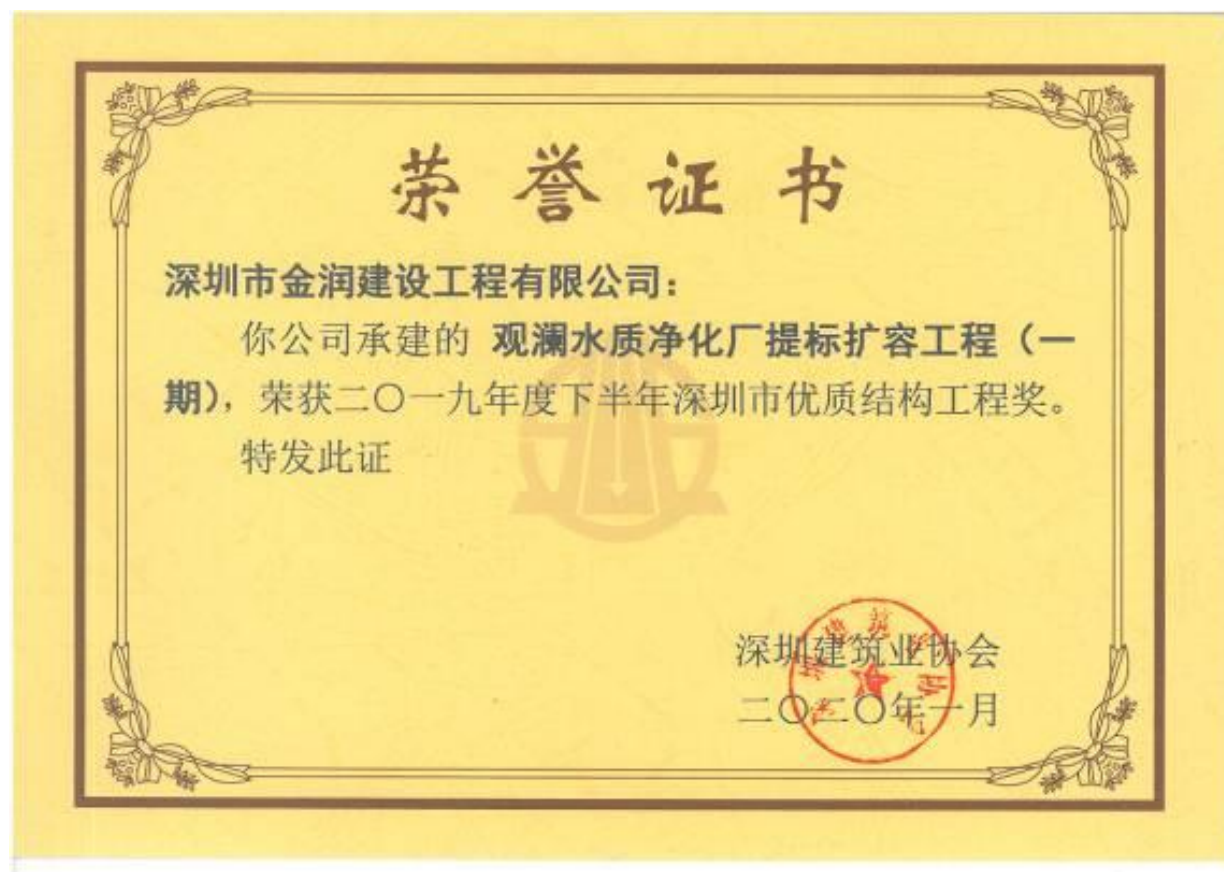 荣誉证书
深圳市金润建设工程有限公司：
你公司承建的 观澜水质净化厂提标扩容工程（一
期），荣获二〇一九年度下半年深圳市优质结构工程奖。
特发此证
深圳建筑业协会
二〇二〇年一月